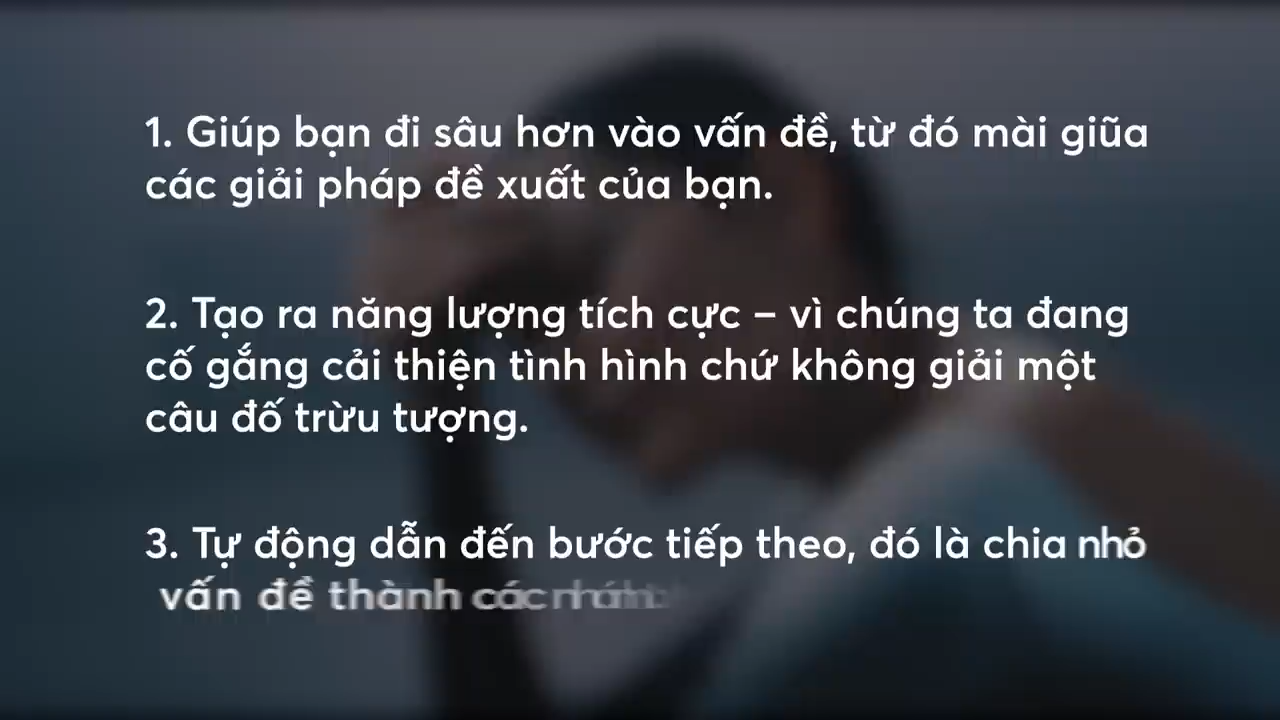 1. Giúp bạn đi sâu hơn vào vấn đề, từ đó mài giũa
các giải pháp đề xuất của bạn.
2. Tạo ra năng lượng tích cực – vì chúng ta đang
cố gắng cải thiện tình hình chứ không giải một
câu đố trừu tượng.
3. Tự động dẫn đến bước tiếp theo, đó là chia nhỏ
vấn đề thành các